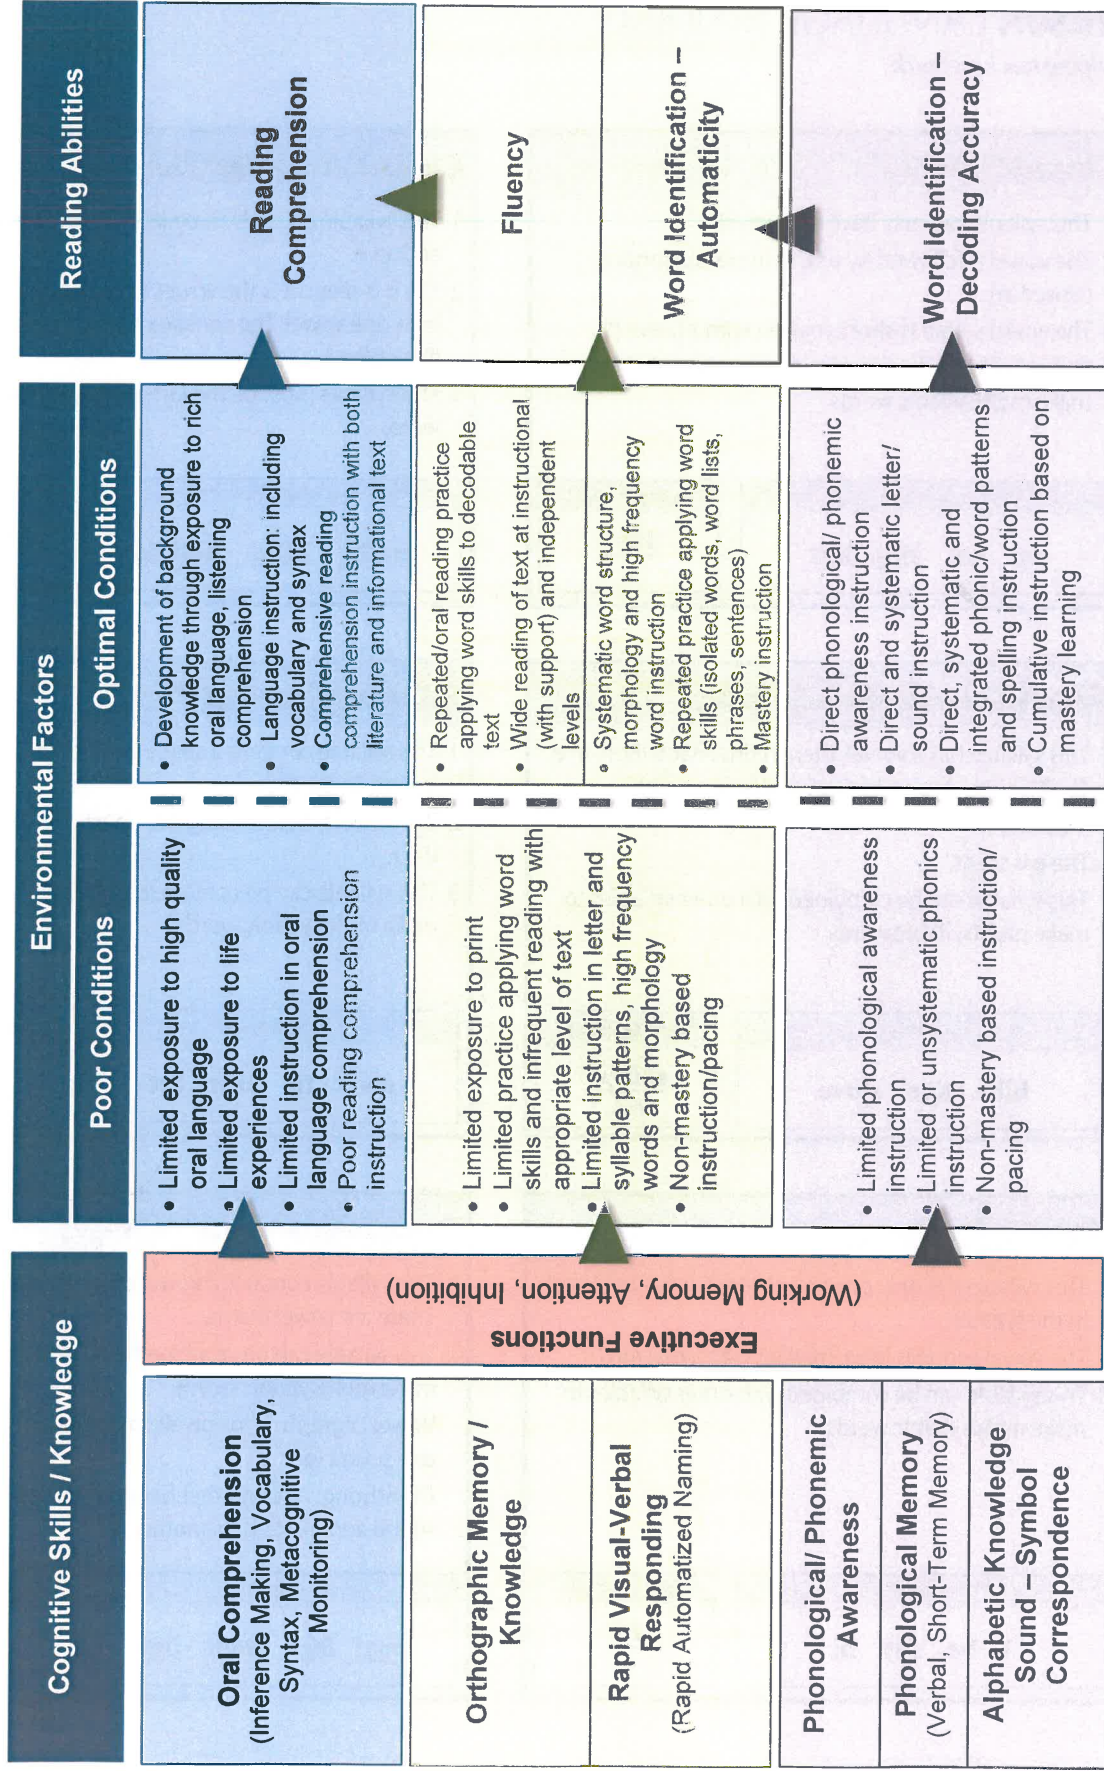 Cognitive Skills / Knowledge
Environmental Factors
Reading Abilities
Poor Conditions
Optimal Conditions
Oral Comprehension
(Inference Making, Vocabulary,
Syntax, Metacognitive
Monitoring)
Orthographic Memory /
Knowledge
Rapid Visual-Verbal
Responding
(Rapid Automatized Naming)
Phonological/ Phonemic
Awareness
Phonological Memory
(Verbal, Short-Term Memory)
Alphabetic Knowledge
Sound – Symbol
Correspondence
Executive Functions
(Working Memory, Attention, Inhibition)
• Limited exposure to high quality
oral language
• Limited exposure to life
experiences
• Limited instruction in oral
language comprehension
• Poor reading comprehension
instruction
• Limited exposure to print
• Limited practice applying word
skills and infrequent reading with
appropriate level of text
• Limited instruction in letter and
syllable patterns, high frequency
words and morphology
• Non-mastery based
instruction/pacing
• Limited phonological awareness
instruction
• Limited or unsystematic phonics
instruction
• Non-mastery based instruction/
pacing
• Development of background
knowledge through exposure to rich
oral language, listening
comprehension
• Language instruction: including
vocabulary and syntax
• Comprehensive reading
comprehension instruction with both
literature and informational text
• Repeated/oral reading practice
applying word skills to decodable
text
• Wide reading of text at instructional
(with support) and independent
levels
• Systematic word structure,
morphology and high frequency
word instruction
• Repeated practice applying word
skills (isolated words, word lists,
phrases, sentences)
• Mastery instruction
• Direct phonological/ phonemic
awareness instruction
• Direct and systematic letter/
sound instruction
• Direct, systematic and
integrated phonic/word patterns
and spelling instruction
• Cumulative instruction based on
mastery learning
Reading
Comprehension
Fluency
Word Identification –
Automaticity
Word Identification –
Decoding Accuracy